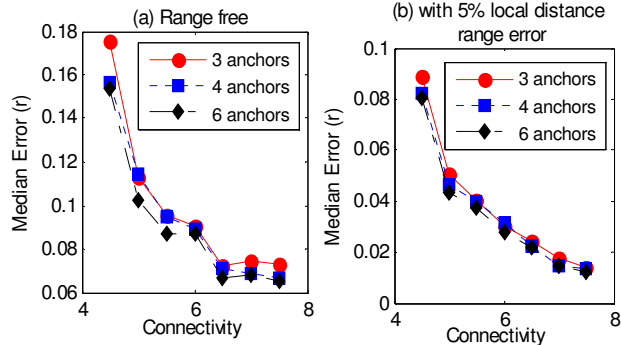 (a) Range free
0.18
0.16
0.14
0.12
0.1
0.08
0.06
4
6
8
Connectivity
Median Error (r)
3 anchors
4 anchors
6 anchors
(b) with 5% local distance
range error
0.1
0.08
0.06
0.04
0.02
0
4
6
8
Connectivity
Median Error (r)
3 anchors
4 anchors
6 anchors